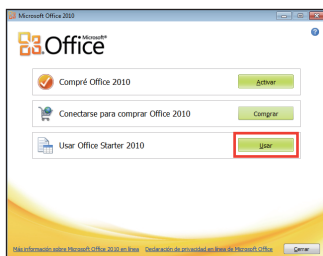 Microsoft Office 2010
Microsoft®
Office
Compré Office 2010
Activar
Conectarse para comprar Office 2010
Comprar
Usar Office Starter 2010
Usar
Más información sobre Microsoft Office 2010 en línea Declaración de privacidad en línea de Microsoft Office Cerrar